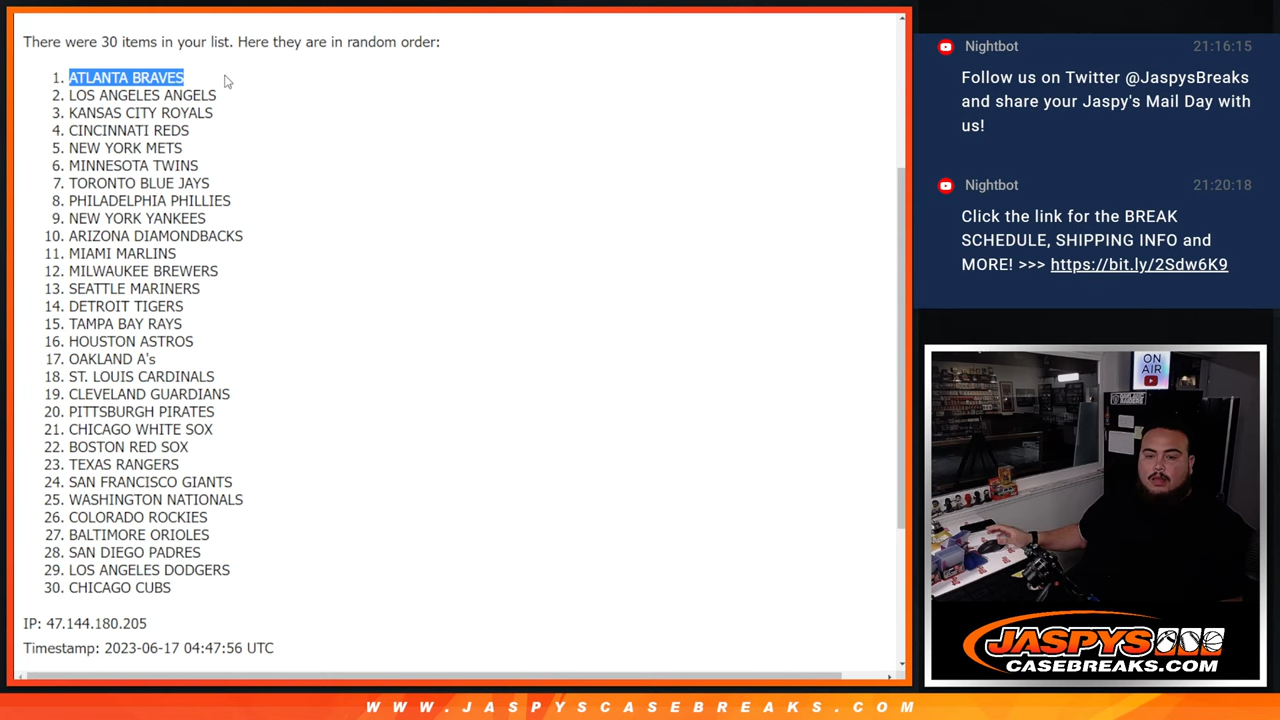 There were 30 items in your list. Here they are in random order:
1. ATLANTA BRAVES
2. LOS ANGELES ANGELS
3. KANSAS CITY ROYALS
4. CINCINNATI REDS
5. NEW YORK METS
6. MINNESOTA TWINS
7. TORONTO BLUE JAYS
8. PHILADELPHIA PHILLIES
9. NEW YORK YANKEES
10. ARIZONA DIAMONDBACKS
11. MIAMI MARLINS
12. MILWAUKEE BREWERS
13. SEATTLE MARINERS
14. DETROIT TIGERS
15. TAMPA BAY RAYS
16. HOUSTON ASTROS
17. OAKLAND A's
18. ST. LOUIS CARDINALS
19. CLEVELAND GUARDIANS
20. PITTSBURGH PIRATES
21. CHICAGO WHITE SOX
22. BOSTON RED SOX
23. TEXAS RANGERS
24. SAN FRANCISCO GIANTS
25. WASHINGTON NATIONALS
26. COLORADO ROCKIES
27. BALTIMORE ORIOLES
28. SAN DIEGO PADRES
29. LOS ANGELES DODGERS
30. CHICAGO CUBS
IP: 47.144.180.205
Timestamp: 2023-06-17 04:47:56 UTC
Nightbot 21:16:15
Follow us on Twitter @JaspysBreaks
and share your Jaspy's Mail Day with
us!
Nightbot 21:20:18
Click the link for the BREAK
SCHEDULE, SHIPPING INFO and
MORE! >>> https://bit.ly/2Sdw6K9
ON
AIR
JASPYS
CASEBREAKS.COM
WWW.JASPYSCASEBREAKS.COM